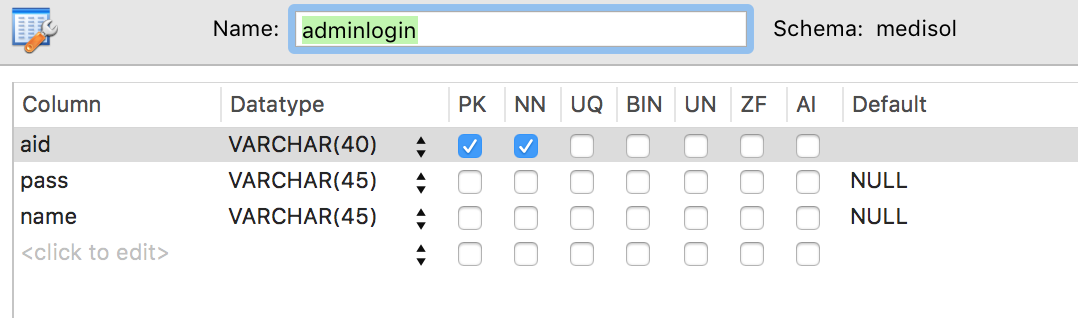 Name: adminlogin Schema: medisol
Column Datatype PK NN UQ BIN UN ZF AI Default
aid VARCHAR(40)
pass VARCHAR(45) NULL
name VARCHAR(45) NULL
<click to edit>